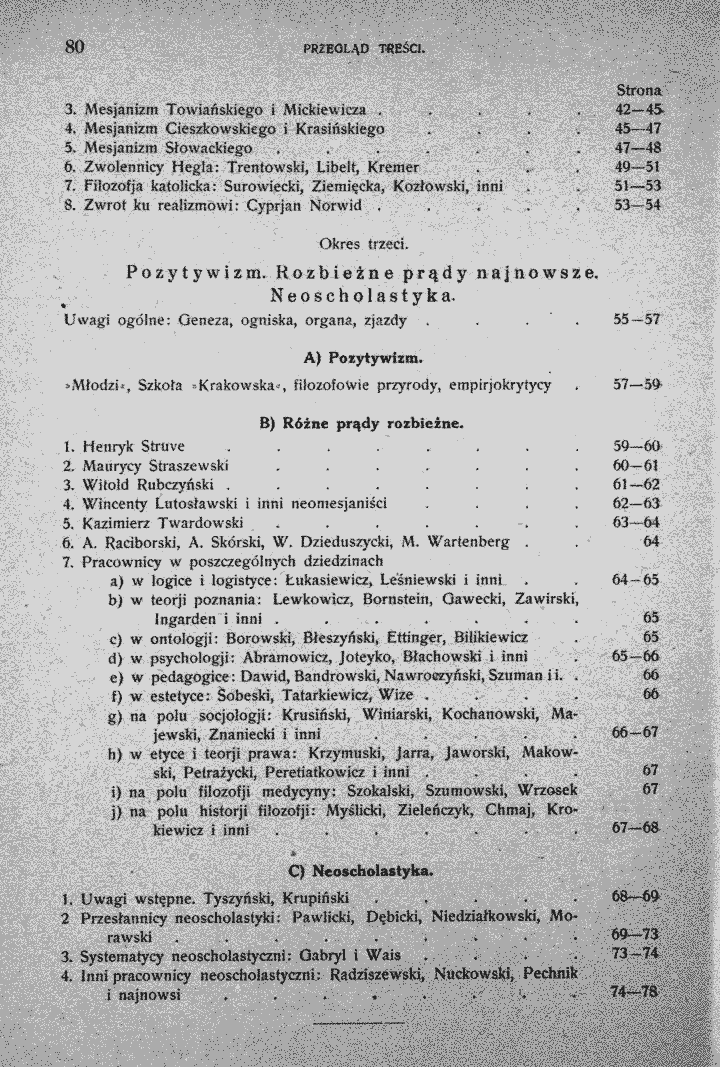 80 PRZEGLĄD TREŚCI.
Strona
3. Mesjanizm Towiańskiego i Mickiewicza . . . . . 42—45
4. Mesjanizm Cieszkowskiego i Krasińskiego . . . . 45—47
5. Mesjanizm Słowackiego . . . . . . . 47—48
6. Zwolennicy Hegla: Trentowski, Libelt, Kremer . . . 49—51
7. Filozofja katolicka: Surowiecki, Ziemięcka, Kozłowski, inni . . 51—53
8. Zwrot ku realizmowi: Cyprjan Norwid . . . . . 53—54
Okres trzeci.
Pozytywizm. Rozbieżne prądy najnowsze.
Neoscholastyka.
Uwagi ogólne: Geneza, ogniska, organa, zjazdy . . . . 55—57
A) Pozytywizm.
»Młodzi«, Szkoła »Krakowska«, filozofowie przyrody, empirjokrytycy . 57—59
B) Różne prądy rozbieżne.
1. Henryk Struve . . . . . . . . 59—60
2. Maurycy Straszewski . . . . . . . 60—61
3. Witold Rubczyński . . . . . . . . 61—62
4. Wincenty Lutosławski i inni neomesjaniści . . . . 62—63
5. Kazimierz Twardowski . . . . . . . 63—64
6. A. Raciborski, A. Skórski, W. Dzieduszycki, M. Wartenberg . . 64
7. Pracownicy w poszczególnych dziedzinach
a) w logice i logistyce: Łukasiewicz, Leśniewski i inni . . 64—65
b) w teorji poznania: Lewkowicz, Bornstein, Gawecki, Zawirski,
Ingarden i inni . . . . . . . 65
c) w ontologji: Borowski, Błeszyński, Ettinger, Bilikiewicz . 65
d) w psychologji: Abramowicz, Joteyko, Błachowski i inni . 65—66
e) w pedagogice: Dawid, Bandrowski, Nawroczyński, Szuman i i. . 66
f) w estetyce: Sobeski, Tatarkiewicz, Wize . . . . 66
g) na polu socjologji: Krusiński, Winiarski, Kochanowski, Ma-
jewski, Znaniecki i inni . . . . . 66—67
h) w etyce i teorji prawa: Krzymuski, Jarra, Jaworski, Makow-
ski, Petrażycki, Peretiatkowicz i inni . . . . 67
i) na polu filozofji medycyny: Szokalski, Szumowski, Wrzosek 67
j) na polu historji filozofji: Myślicki, Zieleńczyk, Chmaj, Kro-
kiewicz i inni . . . . . . . 67—68
C) Neoscholastyka.
1. Uwagi wstępne. Tyszyński, Krupiński . . . . . 68—69
2 Przesłannicy neoscholastyki: Pawlicki, Dębicki, Niedziałkowski, Mo-
rawski . . . . . . . . . 69—73
3. Systematycy neoscholastyczni: Gabryl i Wais . . . . 73—74
4. Inni pracownicy neoscholastyczni: Radziszewski, Nuckowski, Pechnik
i najnowsi . . . . . . . . 74—78